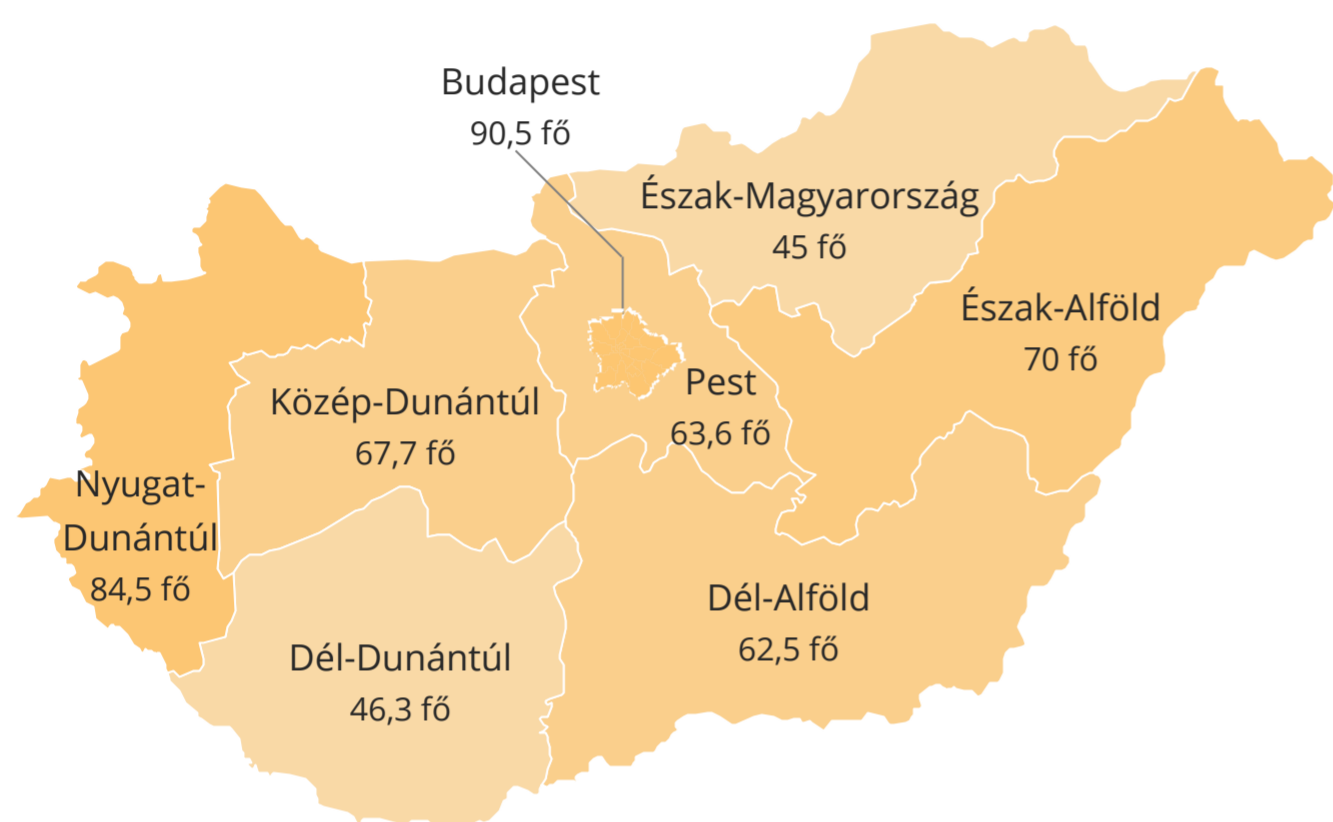 Budapest
90,5 fő
Észak-Magyarország
45 fő
Észak-Alföld
70 fő
Pest
63,6 fő
Közép-Dunántúl
67,7 fő
Nyugat-
Dunántúl
84,5 fő
Dél-Alföld
62,5 fő
Dél-Dunántúl
46,3 fő